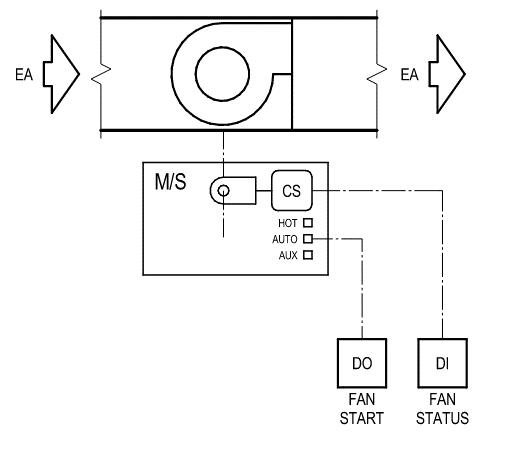 EA
EA
M/S
CS
HOT
AUTO
AUX
DO
DI
FAN
START
FAN
STATUS